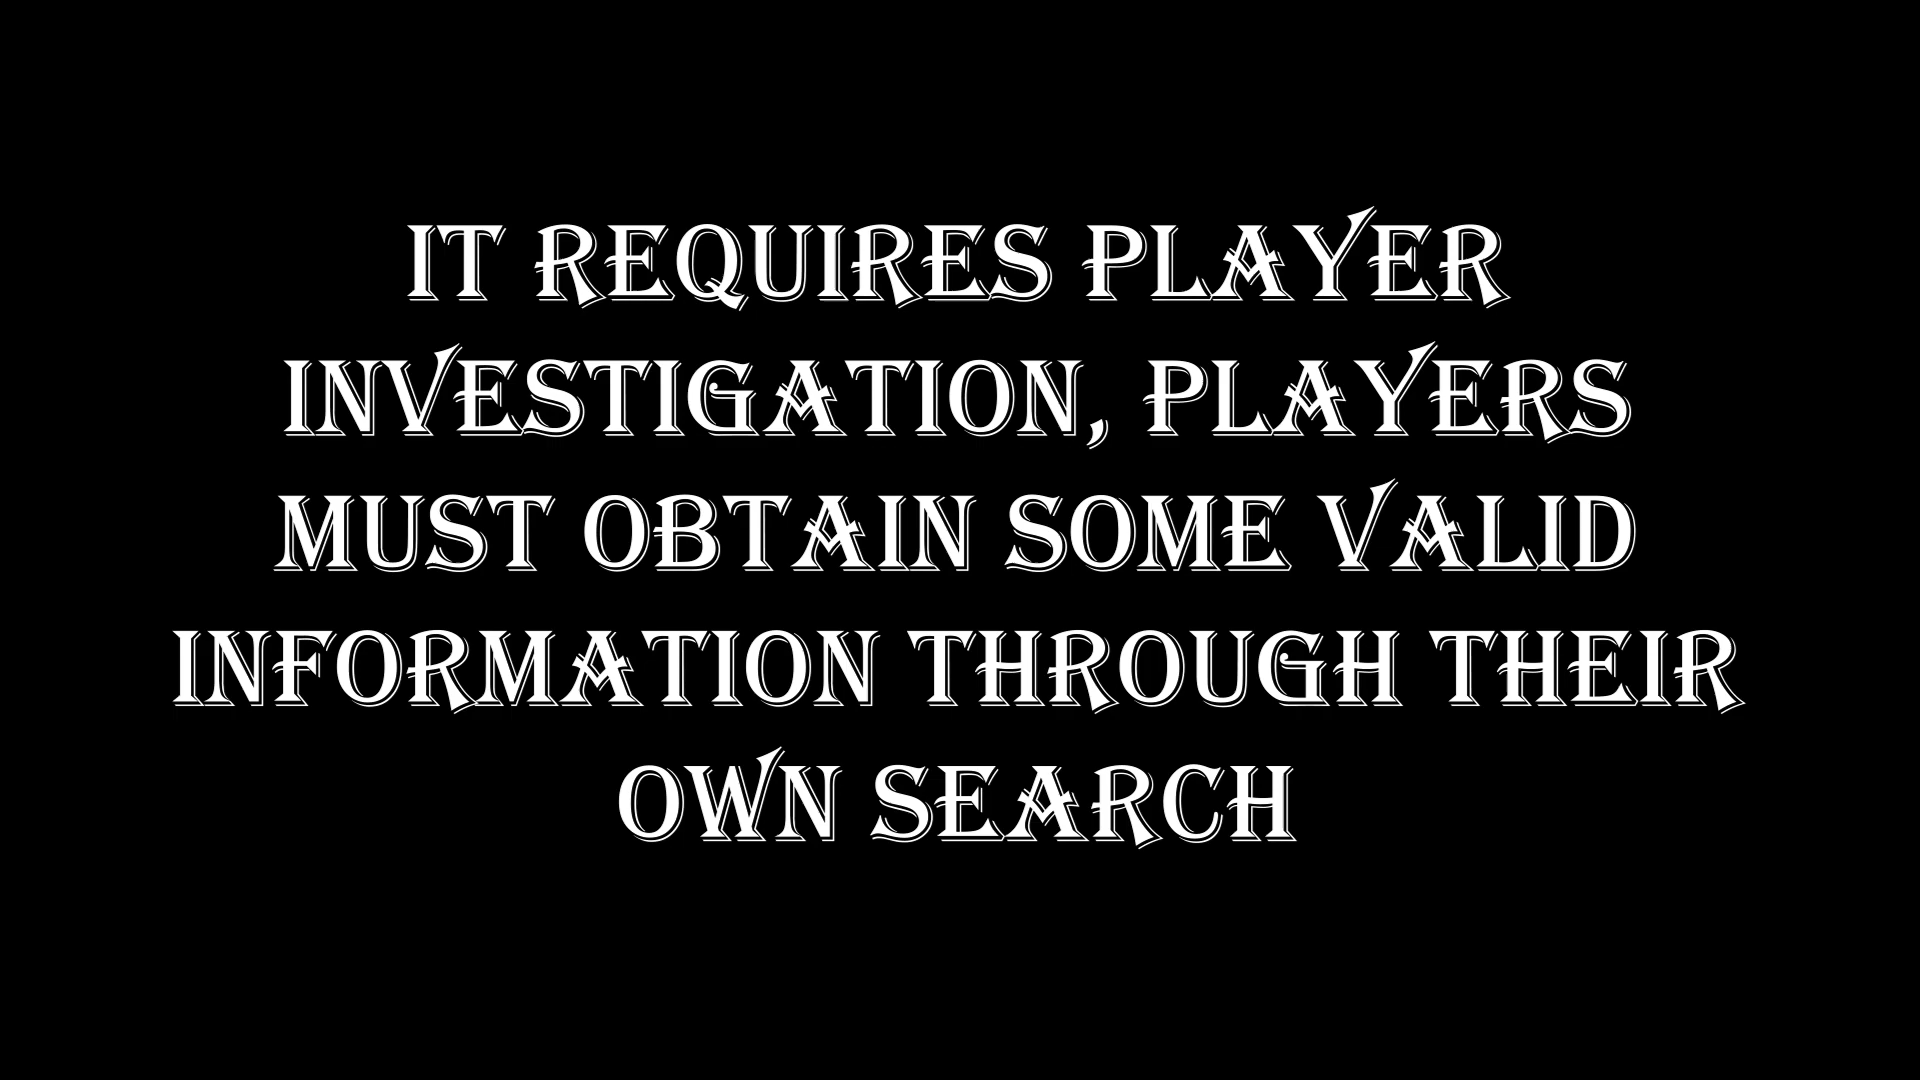 IT REQUIRES PLAYER
INVESTIGATION, PLAYERS
MUST OBTAIN SOME VALID
INFORMATION THROUGH THEIR
OWN SEARCH